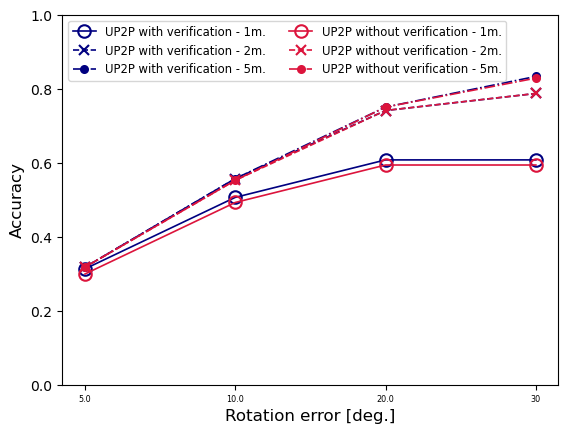 1.0
UP2P with verification - 1m.
UP2P with verification - 2m.
UP2P with verification - 5m.
UP2P without verification - 1m.
UP2P without verification - 2m.
UP2P without verification - 5m.
0.8
0.6
0.4
0.2
0.0
Accuracy
5.0 10.0 20.0 30
Rotation error [deg.]